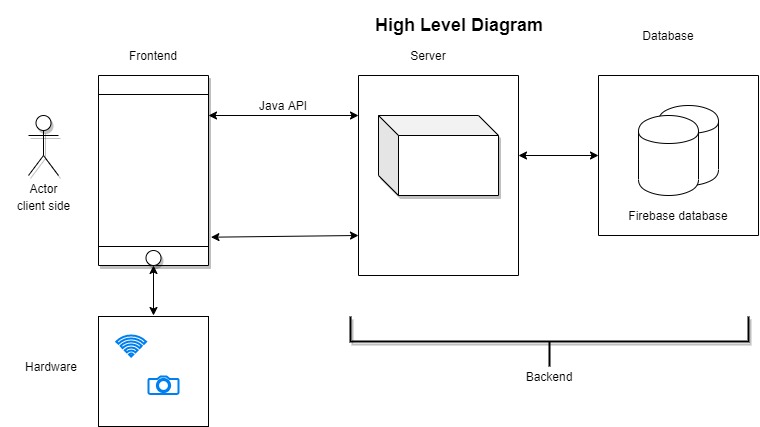 High Level Diagram
Frontend
Server
Database
Java API
Actor
client side
Firebase database
Hardware
Backend